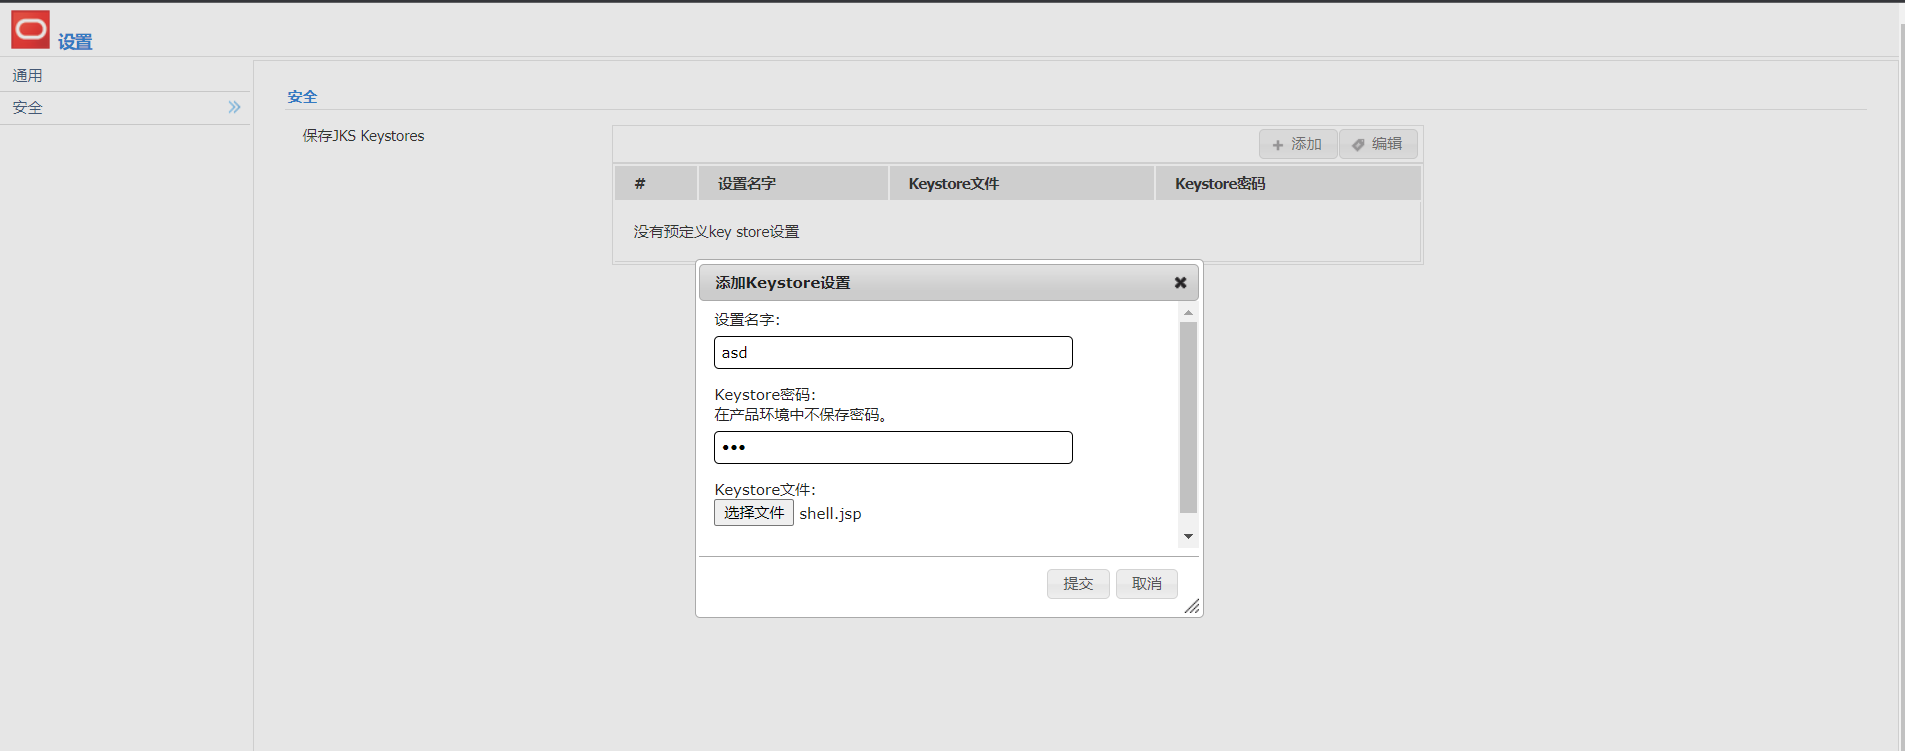 设置
通用
安全
安全
保存JKS Keystores
添加 编辑
# 设置名字 Keystore文件 Keystore密码
没有预定义key store设置
添加Keystore设置
设置名字:
asd
Keystore密码:
在产品环境中不保存密码。
•••
Keystore文件:
选择文件 shell.jsp
提交 取消